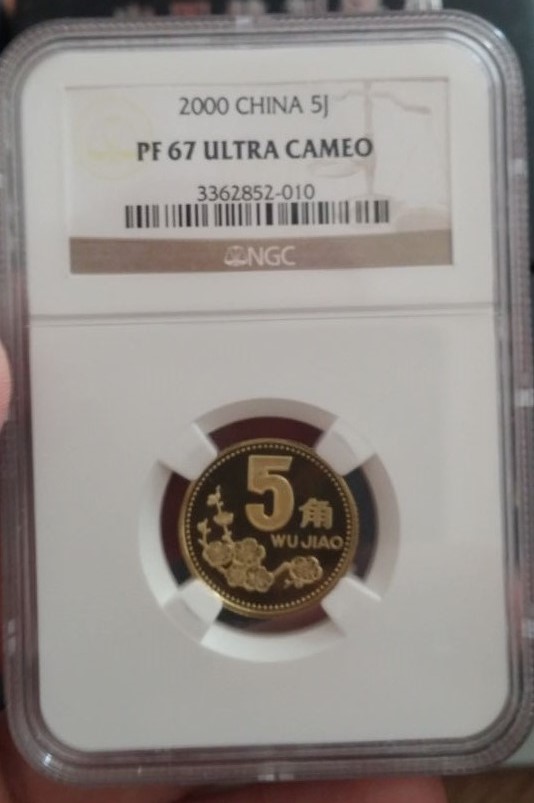 2000 CHINA 5J
PF 67 ULTRA CAMEO
3362852-010
NGC
5角
WU JIAO